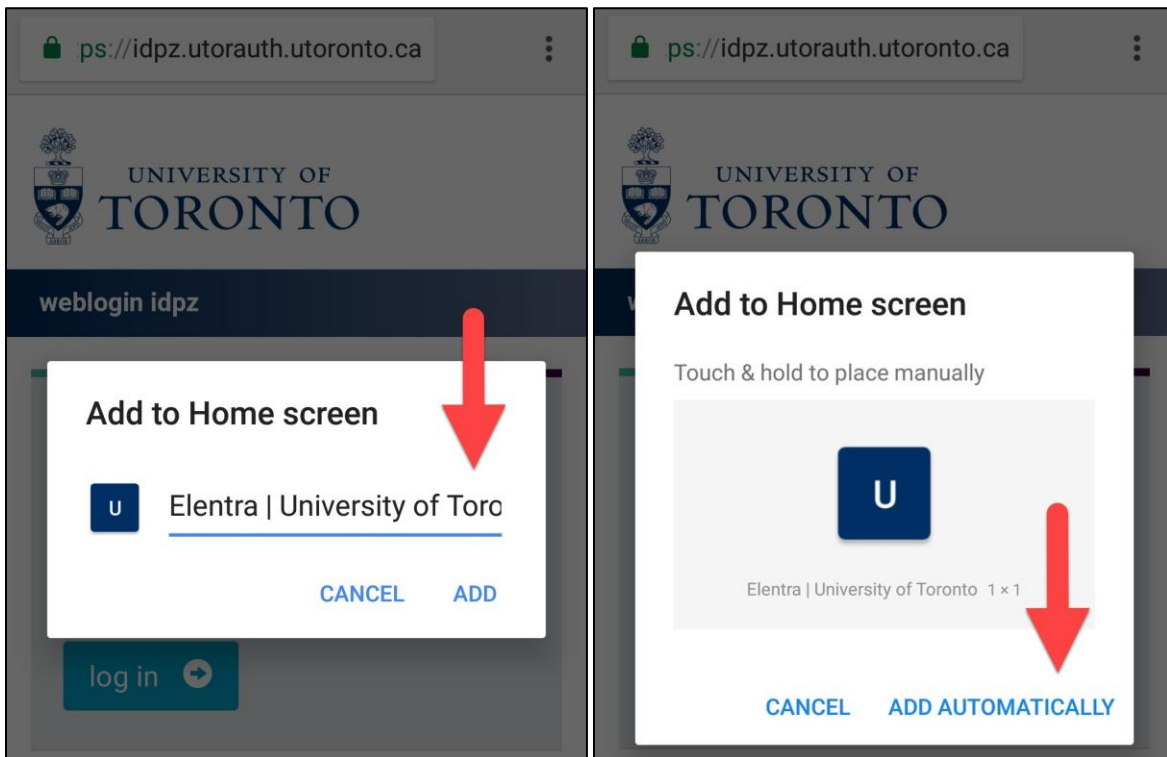 ps://idpz.utorauth.utoronto.ca
UNIVERSITY OF
TORONTO
weblogin idpz
Add to Home screen
U
Elentra | University of Toro
CANCEL ADD
log in
ps://idpz.utorauth.utoronto.ca
UNIVERSITY OF
TORONTO
Add to Home screen
Touch & hold to place manually
U
Elentra | University of Toronto 1 × 1
CANCEL ADD AUTOMATICALLY